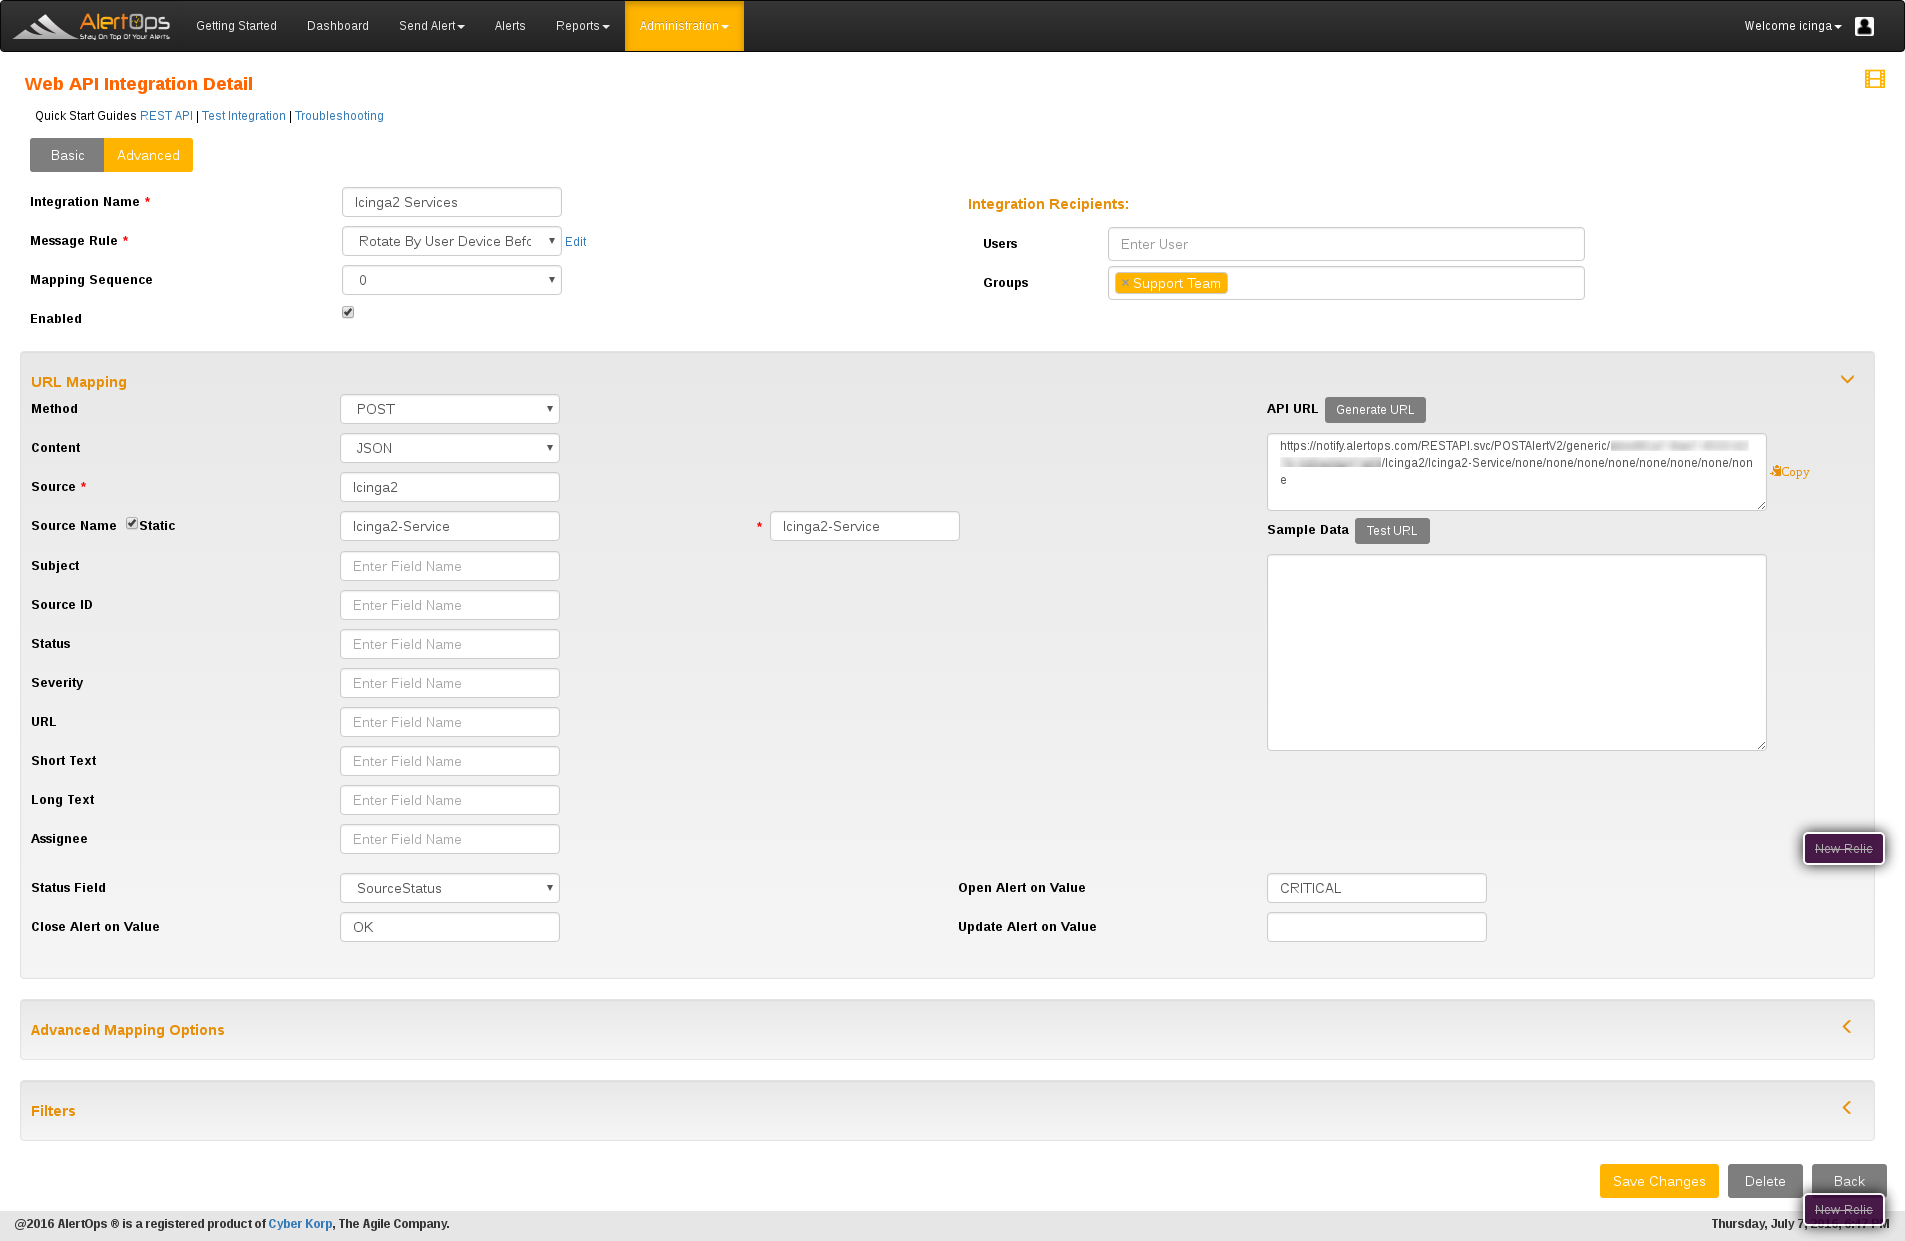 AlertOps
Stay On Top Of Your Alerts
Getting Started Dashboard Send Alert Alerts Reports Administration Welcome icinga
Web API Integration Detail
Quick Start Guides REST API | Test Integration | Troubleshooting
Basic Advanced
Integration Name * Icinga2 Services
Integration Recipients:
Message Rule * Rotate By User Device Befo Edit
Users Enter User
Mapping Sequence 0
Groups × Support Team
Enabled
URL Mapping
Method POST
API URL Generate URL
Content JSON
https://notify.alertops.com/RESTAPI.svc/POSTAlertV2/generic/
/Icinga2/Icinga2-Service/none/none/none/none/none/none/none/non
e
Copy
Source * Icinga2
Source Name Static Icinga2-Service * Icinga2-Service
Sample Data Test URL
Subject Enter Field Name
Source ID Enter Field Name
Status Enter Field Name
Severity Enter Field Name
URL Enter Field Name
Short Text Enter Field Name
Long Text Enter Field Name
Assignee Enter Field Name
New Relic
Status Field SourceStatus Open Alert on Value CRITICAL
Close Alert on Value OK Update Alert on Value
Advanced Mapping Options
Filters
Save Changes Delete Back
New Relic
@2016 AlertOps ® is a registered product of Cyber Korp, The Agile Company.
Thursday, July 7, 2016, PM